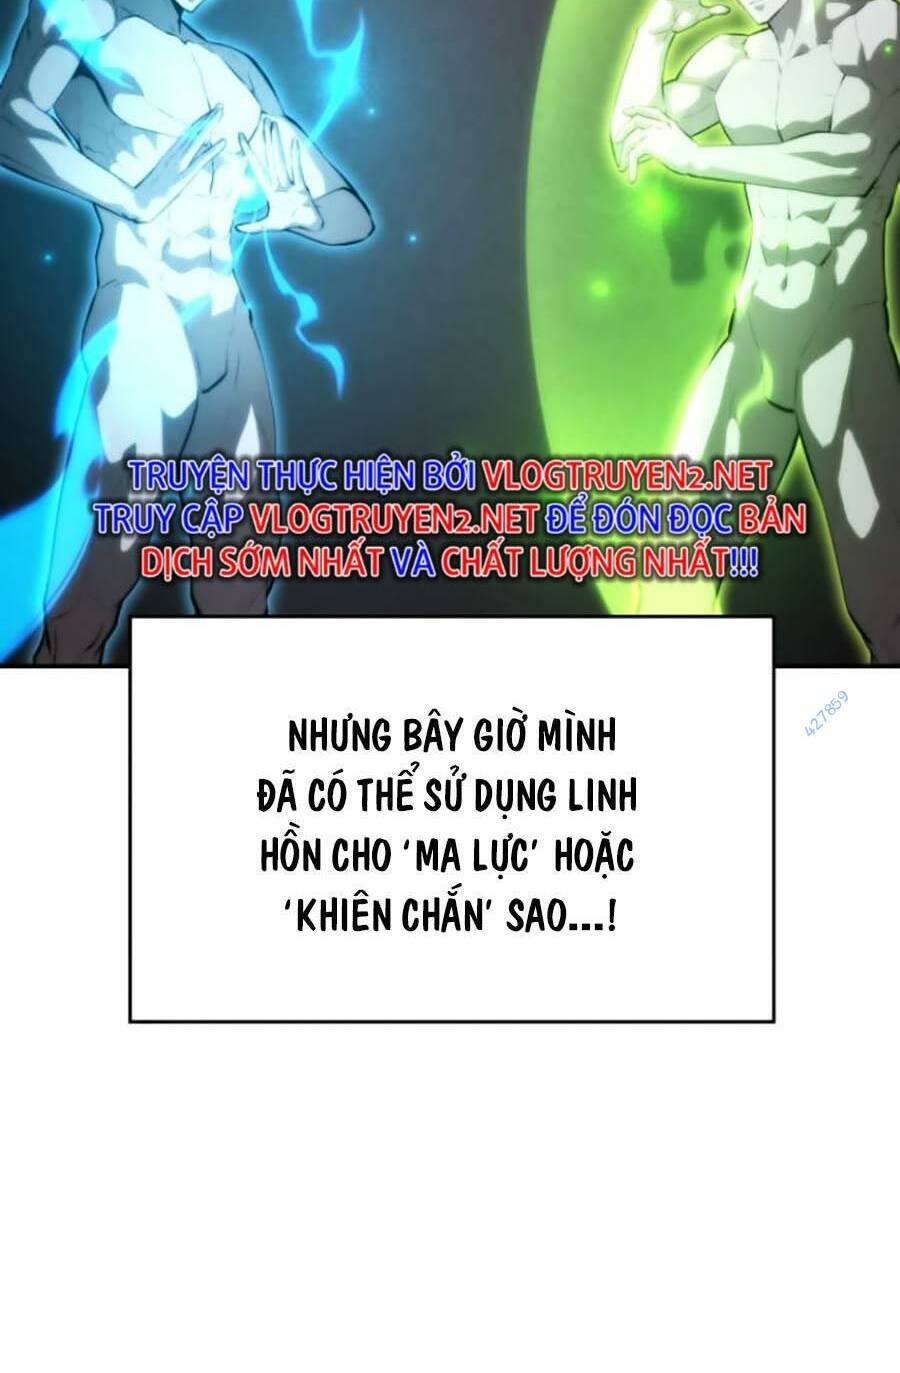 TRUYỆN THỰC HIỆN BỞI VLOGTRUYEN2.NET
TRUY CẬP VLOGTRUYEN2.NET ĐỂ ĐÓN ĐỌC BẢN
DỊCH SỚM NHẤT VÀ CHẤT LƯỢNG NHẤT!!!
427859
NHƯNG BÂY GIỜ MÌNH
ĐÃ CÓ THỂ SỬ DỤNG LINH
HỒN CHO ‘MA LỰC’ HOẶC
‘KHIÊN CHẮN’ SAO...!